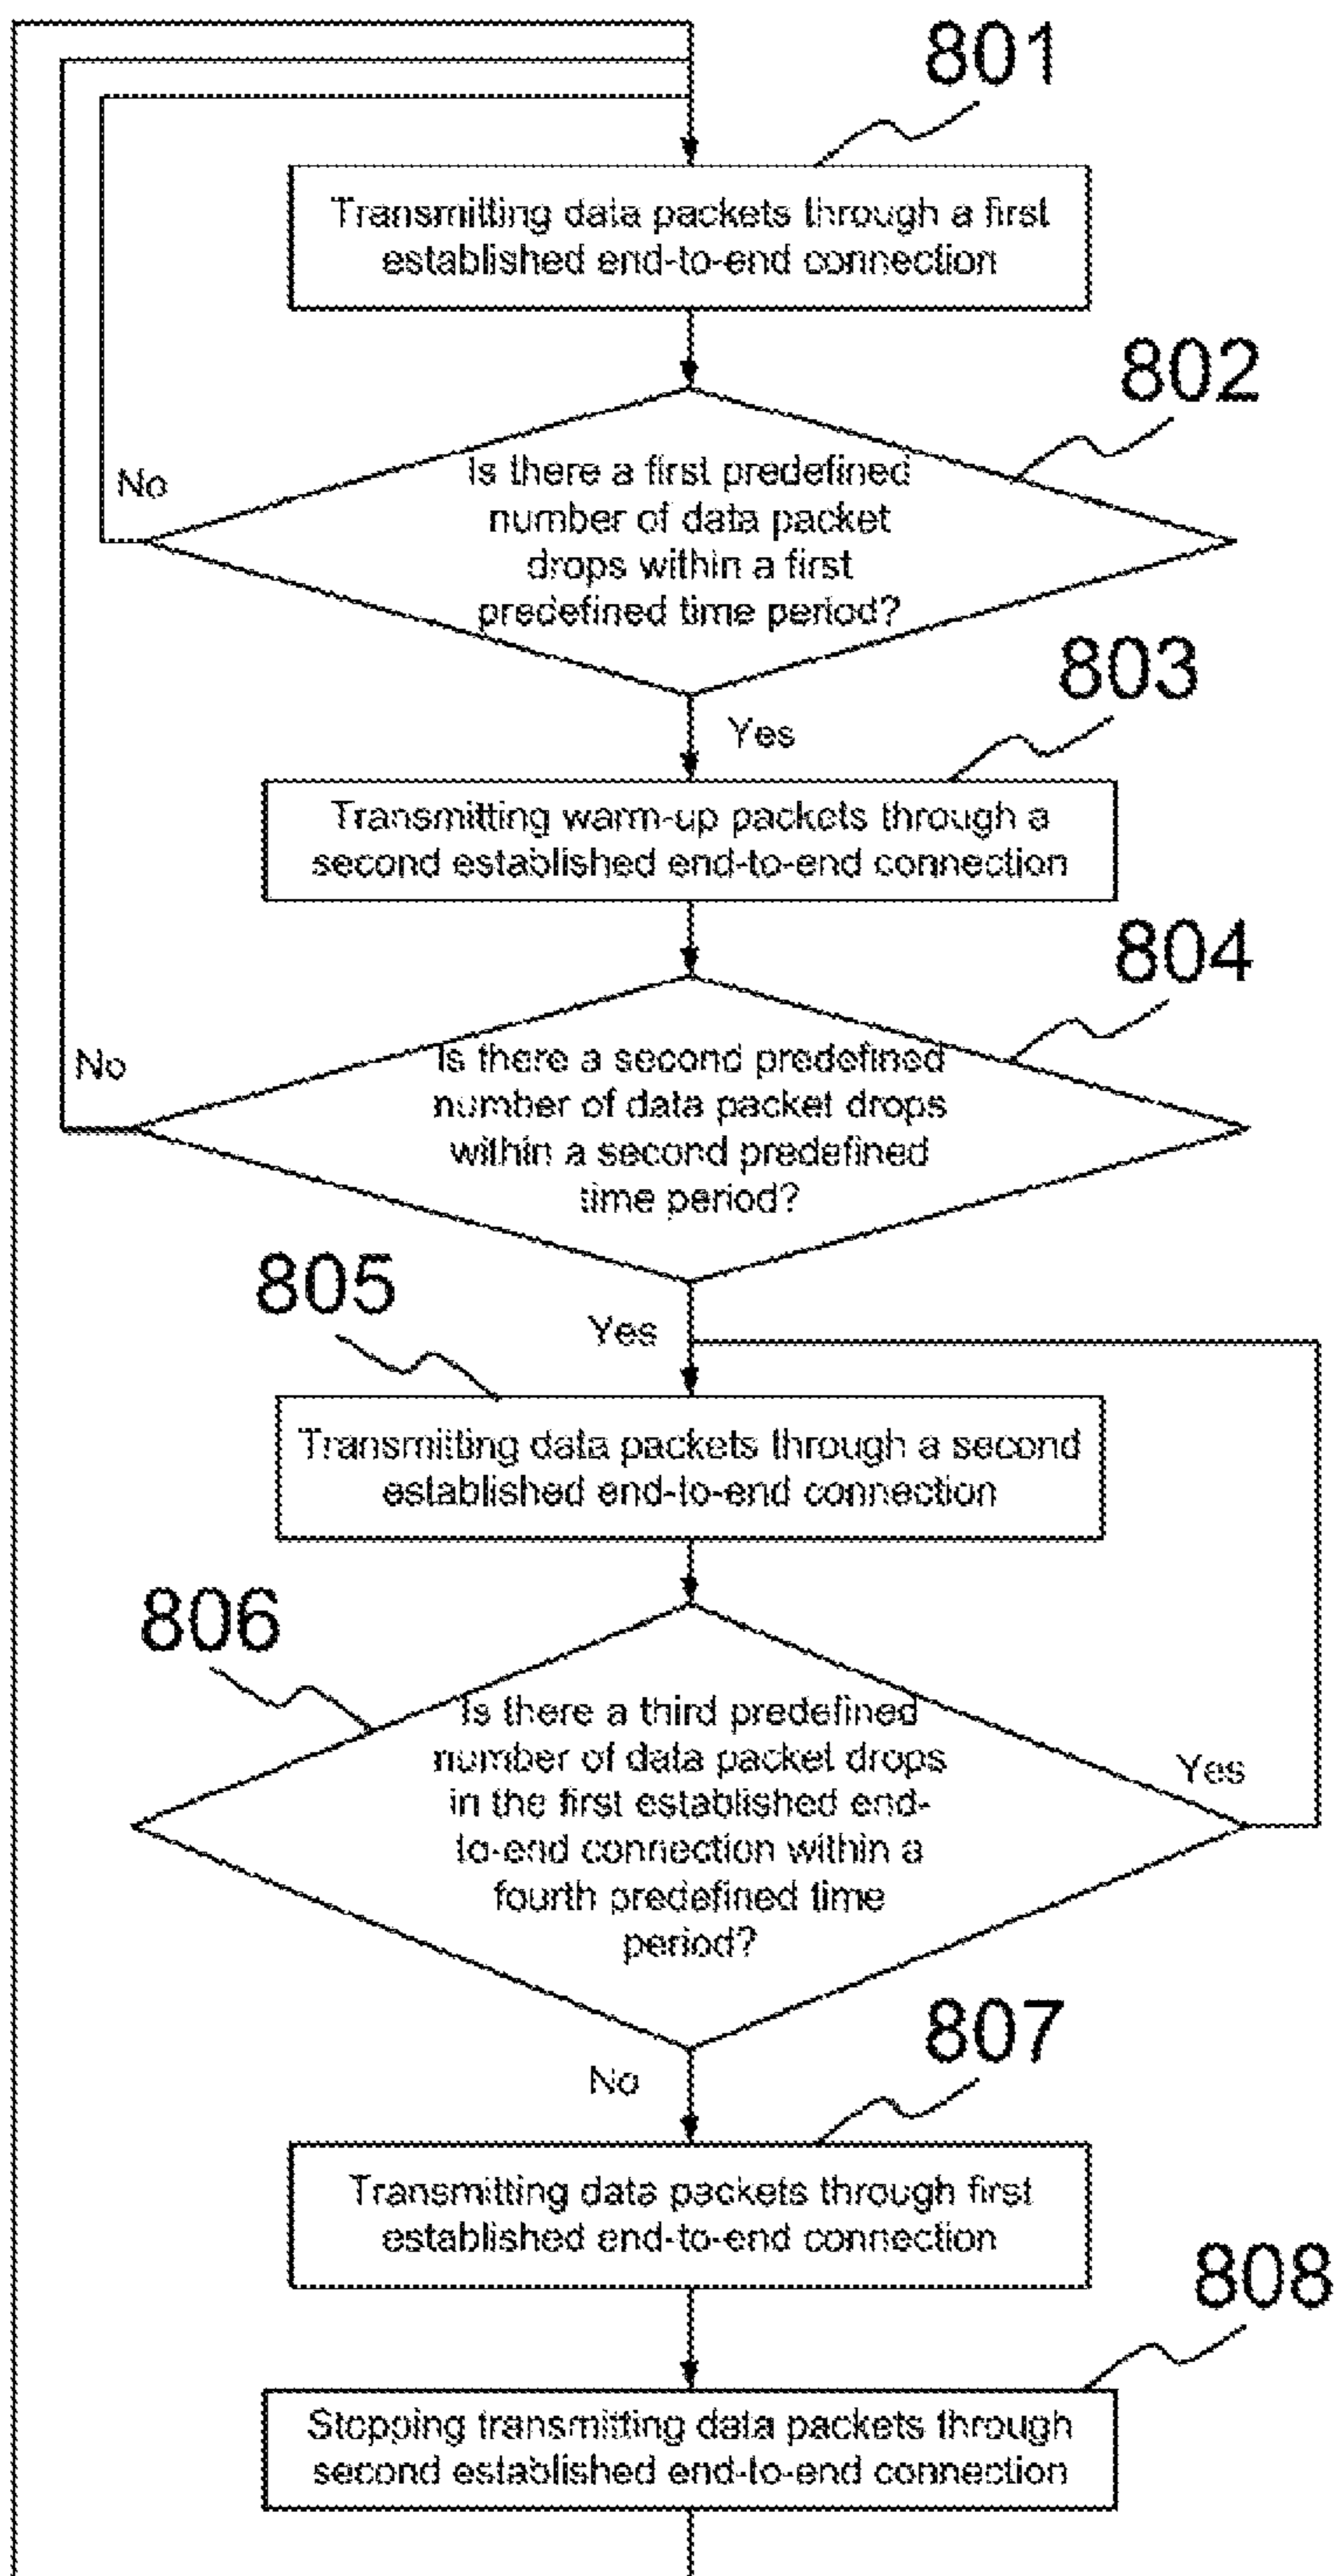 801
Transmitting data packets through a first
established end-to-end connection
802
No
Is there a first predefined
number of data packet
drops within a first
predefined time period?
803
Yes
Transmitting warm-up packets through a
second established end-to-end connection
804
No
Is there a second predefined
number of data packet drops
within a second predefined
time period?
805
Yes
Transmitting data packets through a second
established end-to-end connection
806
Is there a third predefined
number of data packet drops
in the first established end-
to-end connection within a
fourth predefined time
period?
Yes
807
No
Transmitting data packets through first
established end-to-end connection
808
Stopping transmitting data packets through
second established end-to-end connection